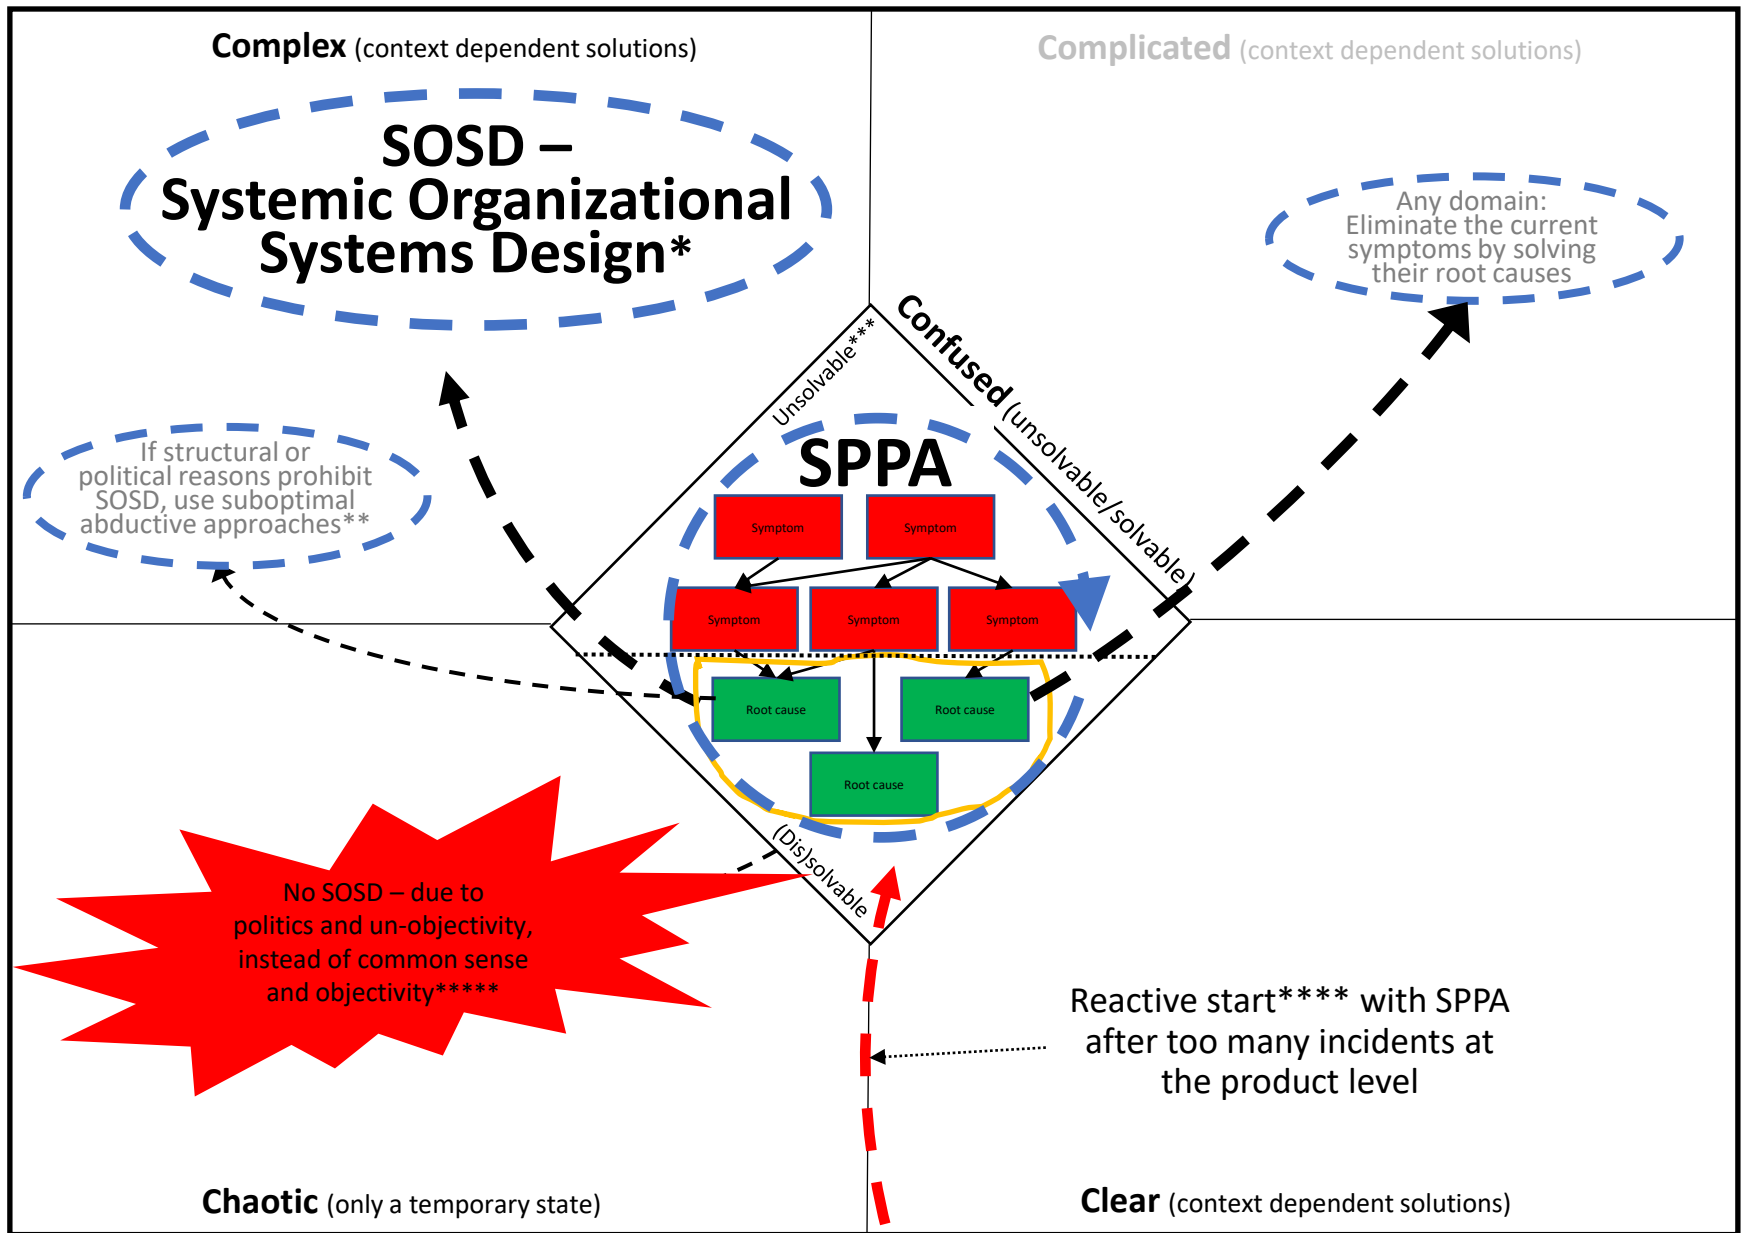 Complex (context dependent solutions)
Complicated (context dependent solutions)
SOSD –
Systemic Organizational
Systems Design*
Any domain:
Eliminate the current
symptoms by solving
their root causes
If structural or
political reasons prohibit
SOSD, use suboptimal
abductive approaches**
Unsolvable***
Confused (unsolvable/solvable)
SPPA
Symptom
Symptom
Symptom
Symptom
Symptom
Root cause
Root cause
Root cause
(Dis)solvable
No SOSD – due to
politics and un-objectivity,
instead of common sense
and objectivity*****
Reactive start**** with SPPA
after too many incidents at
the product level
Chaotic (only a temporary state)
Clear (context dependent solutions)